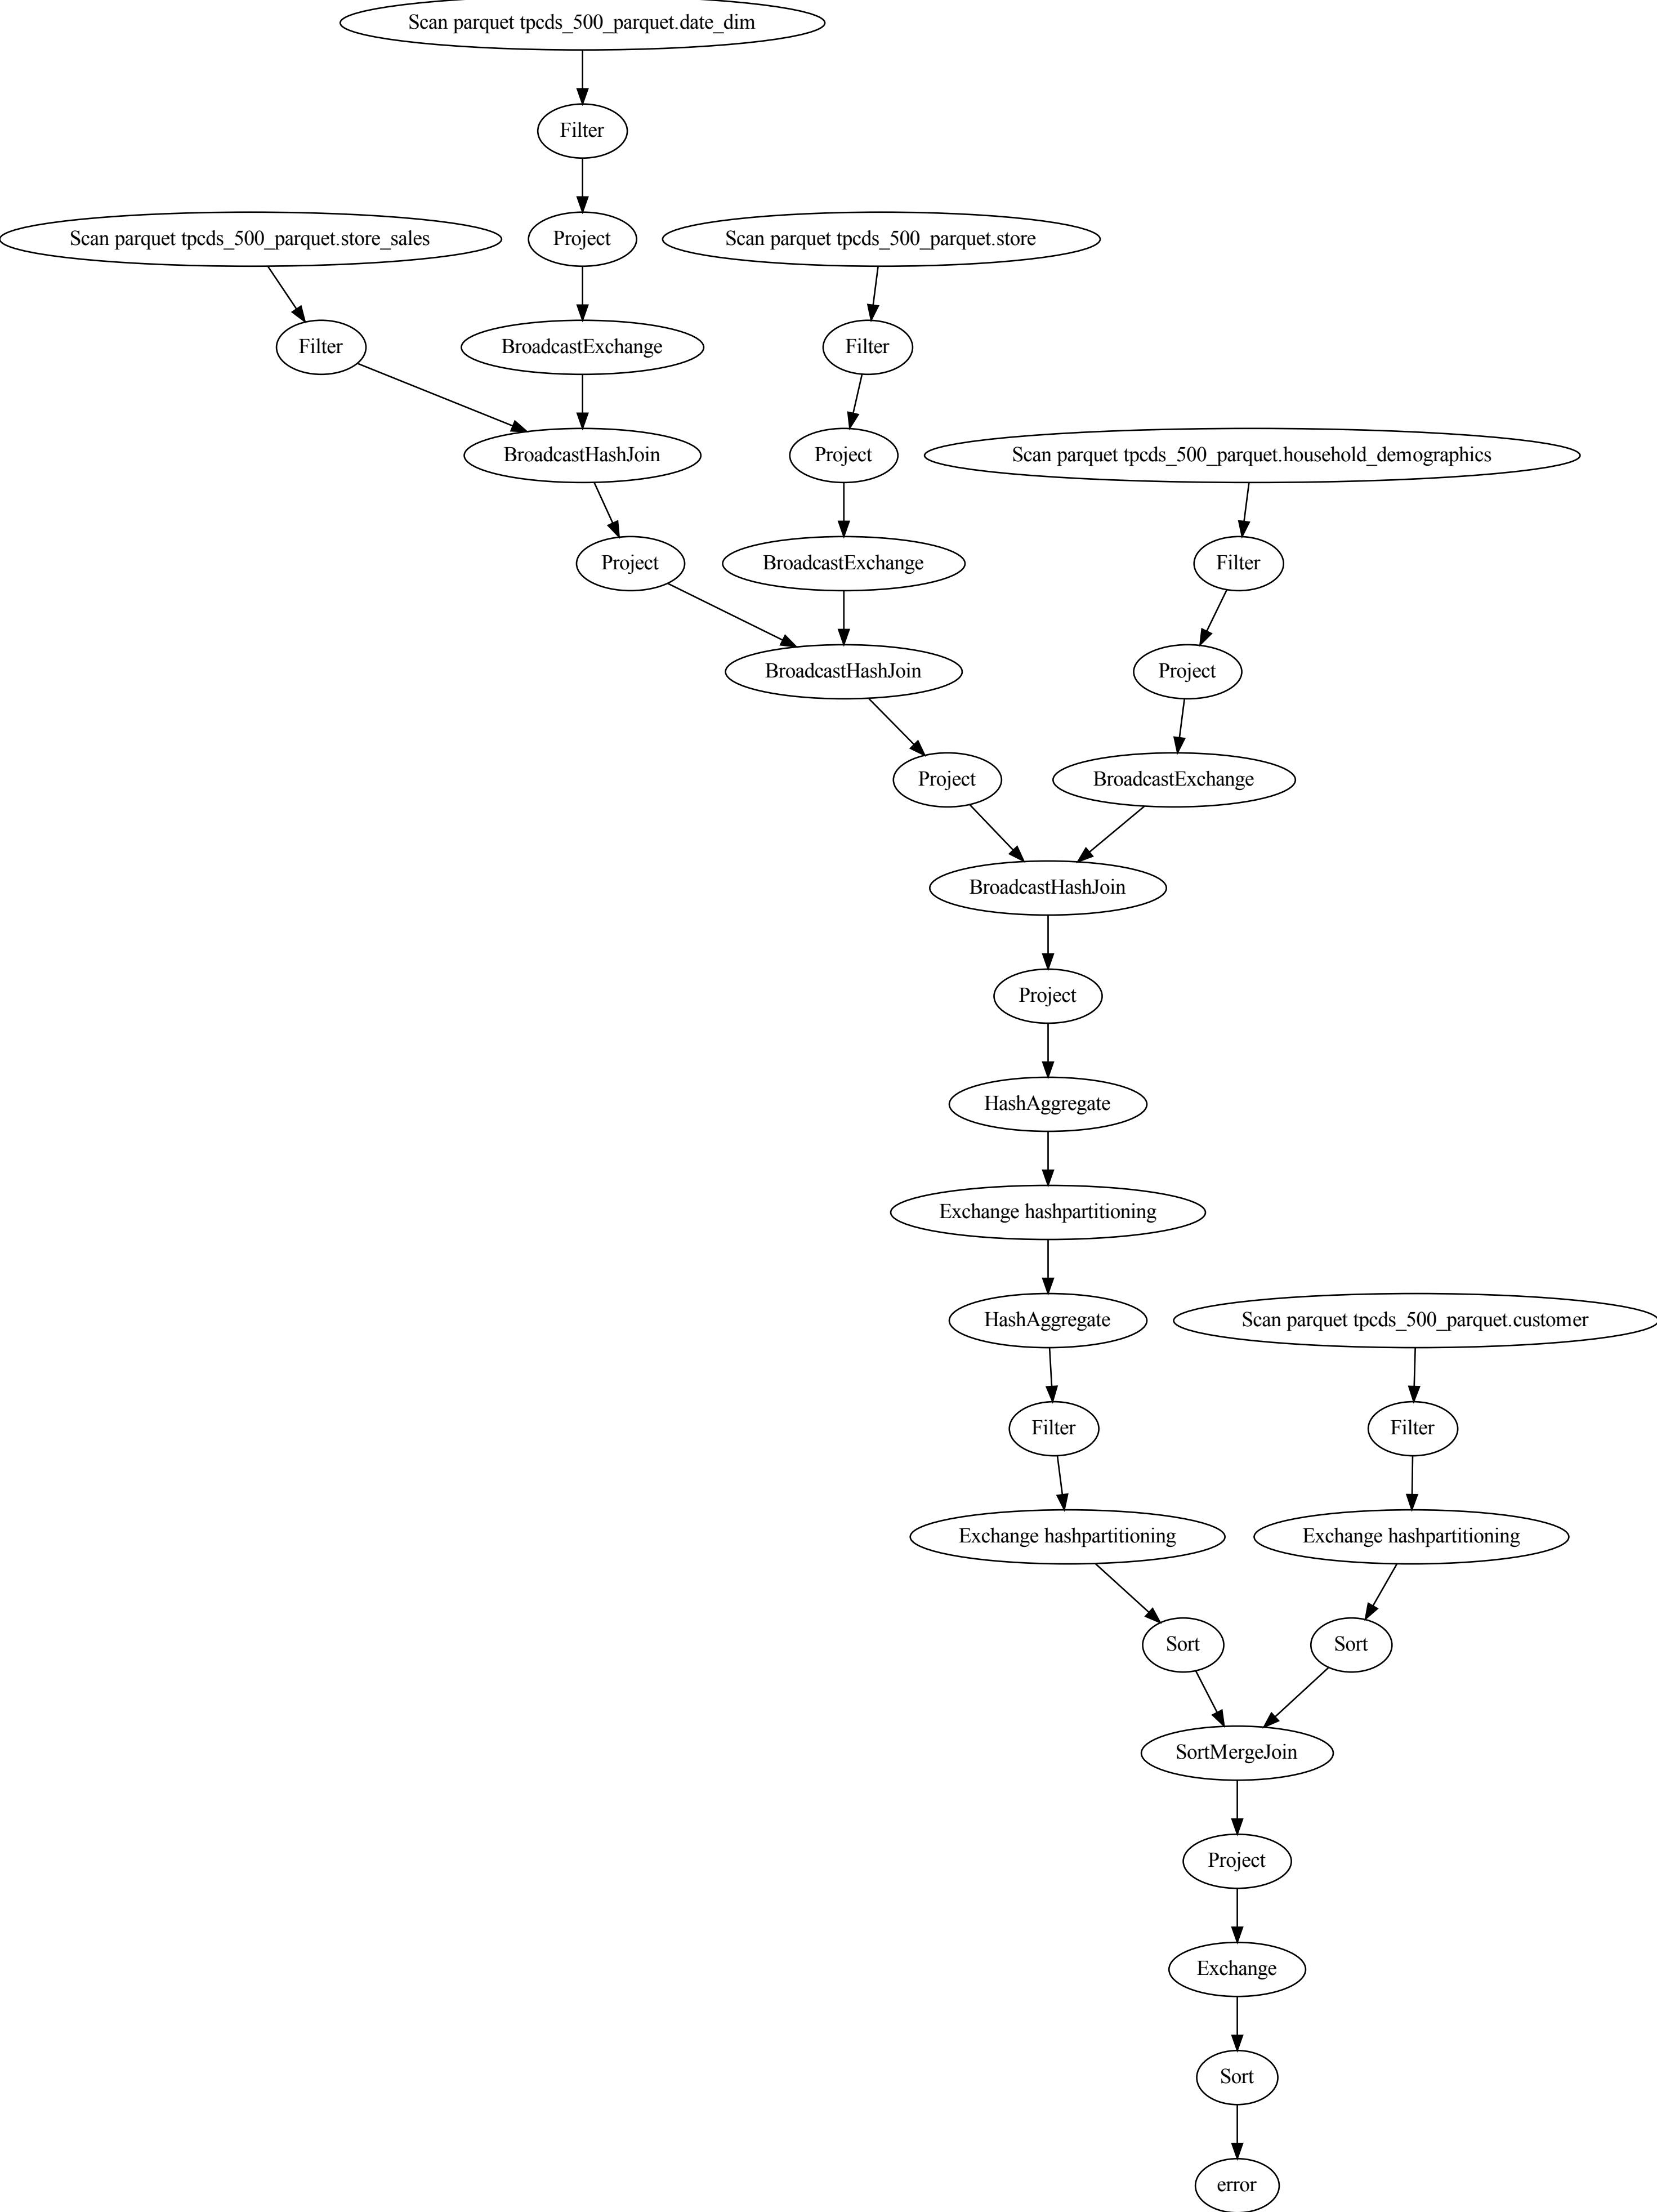 Scan parquet tpcds_500_parquet.date_dim
Filter
Scan parquet tpcds_500_parquet.store_sales
Project
Scan parquet tpcds_500_parquet.store
Filter
BroadcastExchange
Filter
BroadcastHashJoin
Project
Scan parquet tpcds_500_parquet.household_demographics
Project
BroadcastExchange
Filter
BroadcastHashJoin
Project
Project
BroadcastExchange
BroadcastHashJoin
Project
HashAggregate
Exchange hashpartitioning
HashAggregate
Scan parquet tpcds_500_parquet.customer
Filter
Filter
Exchange hashpartitioning
Exchange hashpartitioning
Sort
Sort
SortMergeJoin
Project
Exchange
Sort
error